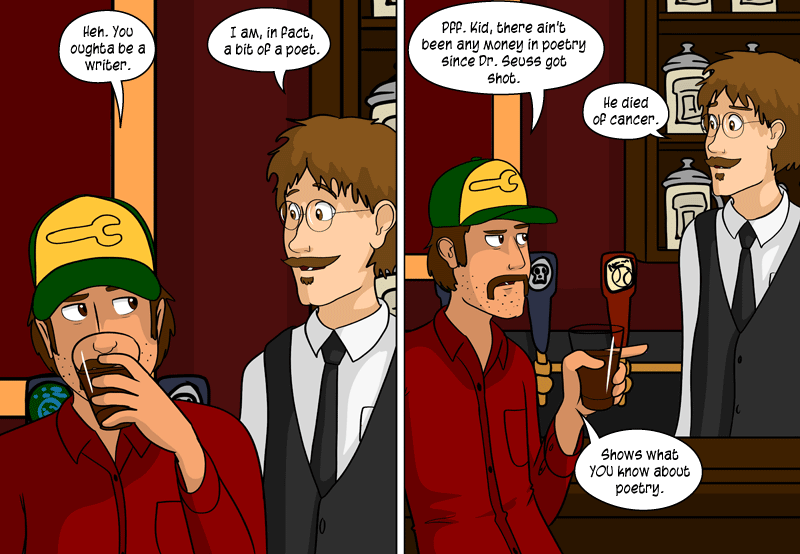 Heh. You
oughta be a
writer.
I am, in fact,
a bit of a poet.
Pff. Kid, there ain't
been any money in poetry
since Dr. Seuss got
shot.
He died
of cancer.
Shows what
YOU know about
poetry.